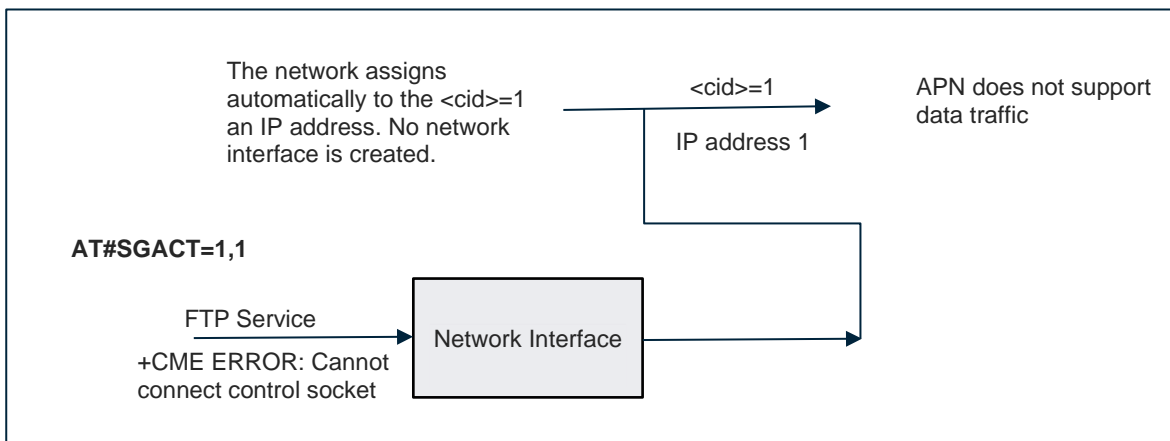 The network assigns
automatically to the <cid>=1
an IP address. No network
interface is created.
<cid>=1
IP address 1
APN does not support
data traffic
AT#SGACT=1,1
FTP Service
+CME ERROR: Cannot
connect control socket
Network Interface